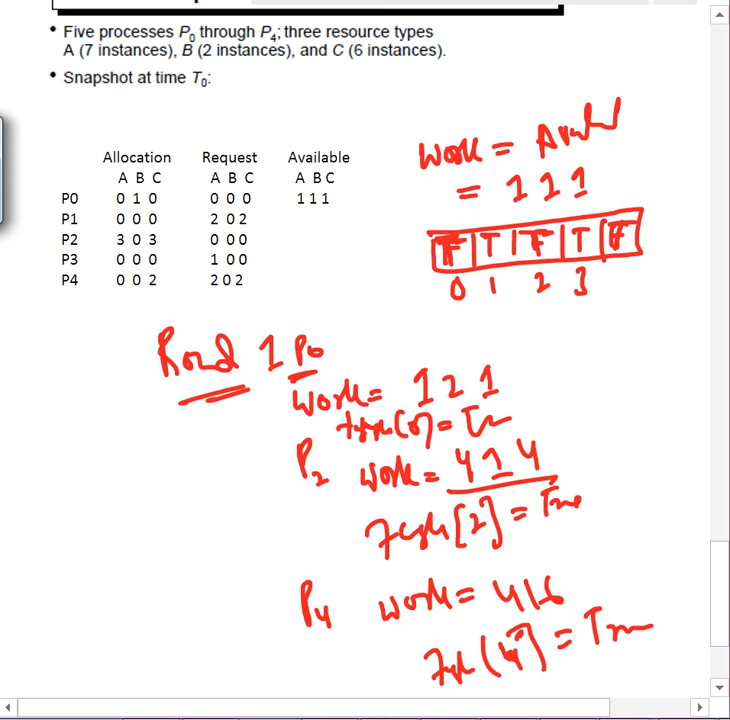 • Five processes P0 through P4; three resource types
A (7 instances), B (2 instances), and C (6 instances).
• Snapshot at time T0:
Allocation Request Available
A B C A B C A B C
P0 0 1 0 0 0 0 1 1 1
P1 0 0 0 2 0 2
P2 3 0 3 0 0 0
P3 0 0 0 1 0 0
P4 0 0 2 2 0 2
Work =
= 1 1 1
F T F T F
0 1 2 3
Round 1 P0
Work = 1 2 1
P2 Work = 4 1 4
[2] = True
P4 Work = 4 1 6
= True